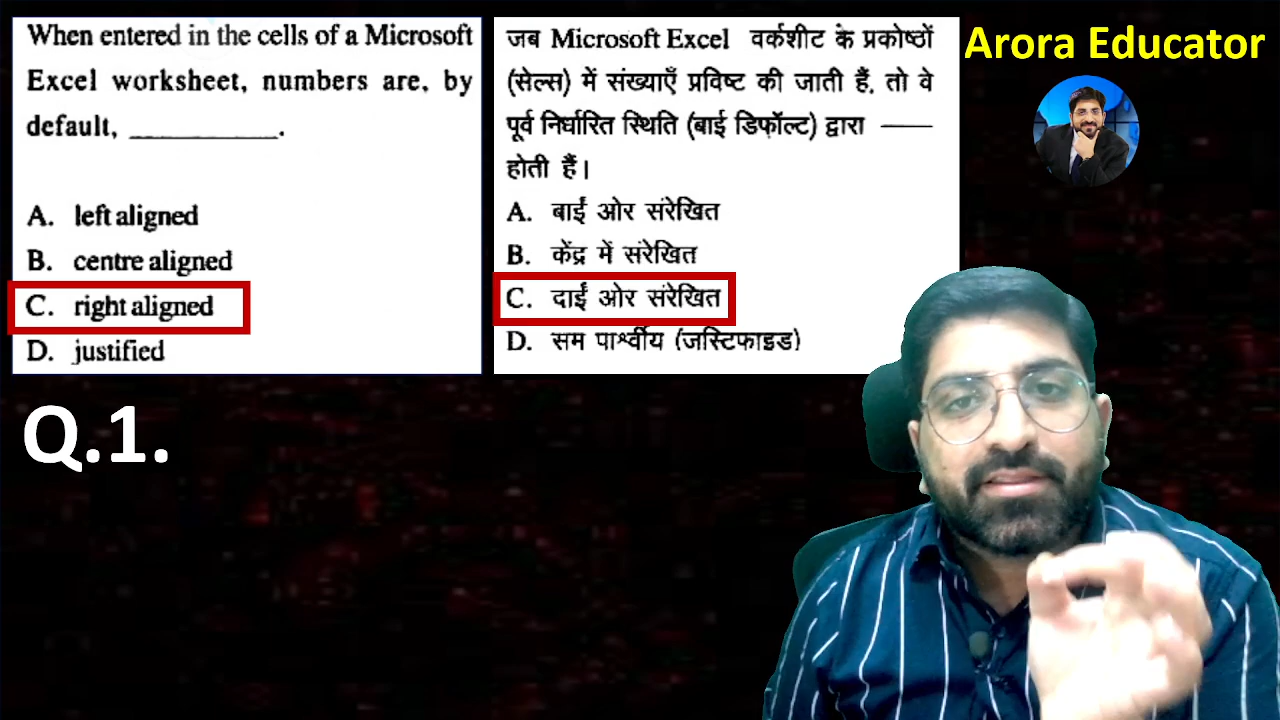 When entered in the cells of a Microsoft
Excel worksheet, numbers are, by
default, ___________.
A. left aligned
B. centre aligned
C. right aligned
D. justified
जब Microsoft Excel वर्कशीट के प्रकोष्ठों
(सेल्स) में संख्याएँ प्रविष्ट की जाती हैं, तो वे
पूर्व निर्धारित स्थिति (बाई डिफ़ॉल्ट) द्वारा ——
होती हैं।
A. बाईं ओर संरेखित
B. केंद्र में संरेखित
C. दाईं ओर संरेखित
D. सम पार्श्वीय (जस्टिफाइड)
Arora Educator
Q.1.